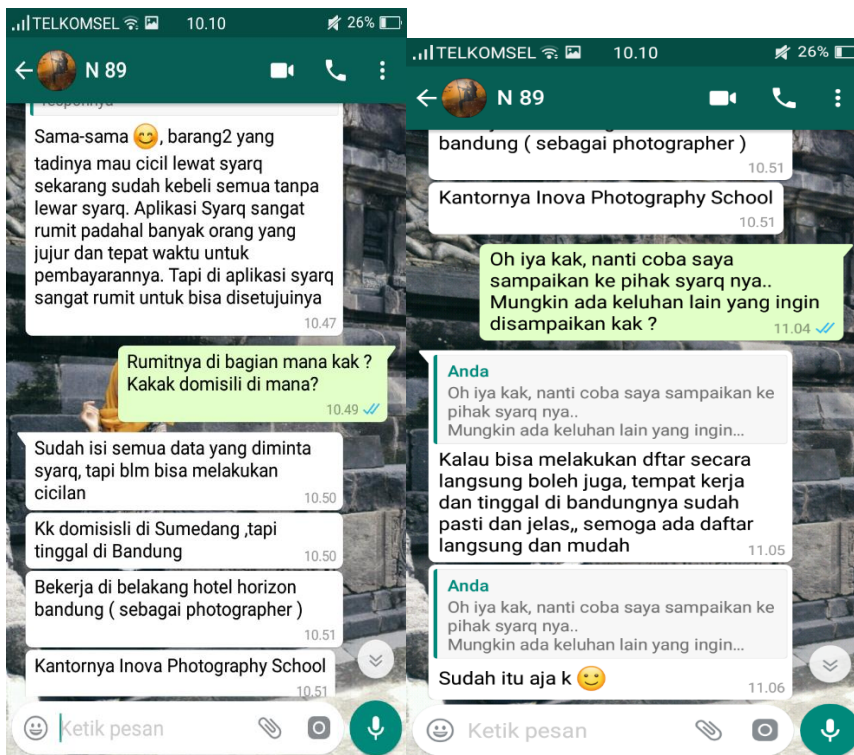 TELKOMSEL 10.10 26%
N 89
responnya
Sama-sama 😊, barang2 yang
tadinya mau cicil lewat syarq
sekarang sudah kebeli semua tanpa
lewar syarq. Aplikasi Syarq sangat
rumit padahal banyak orang yang
jujur dan tepat waktu untuk
pembayarannya. Tapi di aplikasi syarq
sangat rumit untuk bisa disetujuinya
10.47
Rumitnya di bagian mana kak ?
Kakak domisili di mana?
10.49
Sudah isi semua data yang diminta
syarq, tapi blm bisa melakukan
cicilan
10.50
Kk domisisli di Sumedang ,tapi
tinggal di Bandung
10.50
Bekerja di belakang hotel horizon
bandung ( sebagai photographer )
10.51
Kantornya Inova Photography School
10.51
Ketik pesan
TELKOMSEL 10.10 26%
N 89
bandung ( sebagai photographer )
10.51
Kantornya Inova Photography School
10.51
Oh iya kak, nanti coba saya
sampaikan ke pihak syarq nya..
Mungkin ada keluhan lain yang ingin
disampaikan kak ?
11.04
Anda
Oh iya kak, nanti coba saya sampaikan ke
pihak syarq nya..
Mungkin ada keluhan lain yang ingin...
Kalau bisa melakukan dftar secara
langsung boleh juga, tempat kerja
dan tinggal di bandungnya sudah
pasti dan jelas,, semoga ada daftar
langsung dan mudah
11.05
Anda
Oh iya kak, nanti coba saya sampaikan ke
pihak syarq nya..
Mungkin ada keluhan lain yang ingin...
Sudah itu aja k 🙂
11.06
Ketik pesan